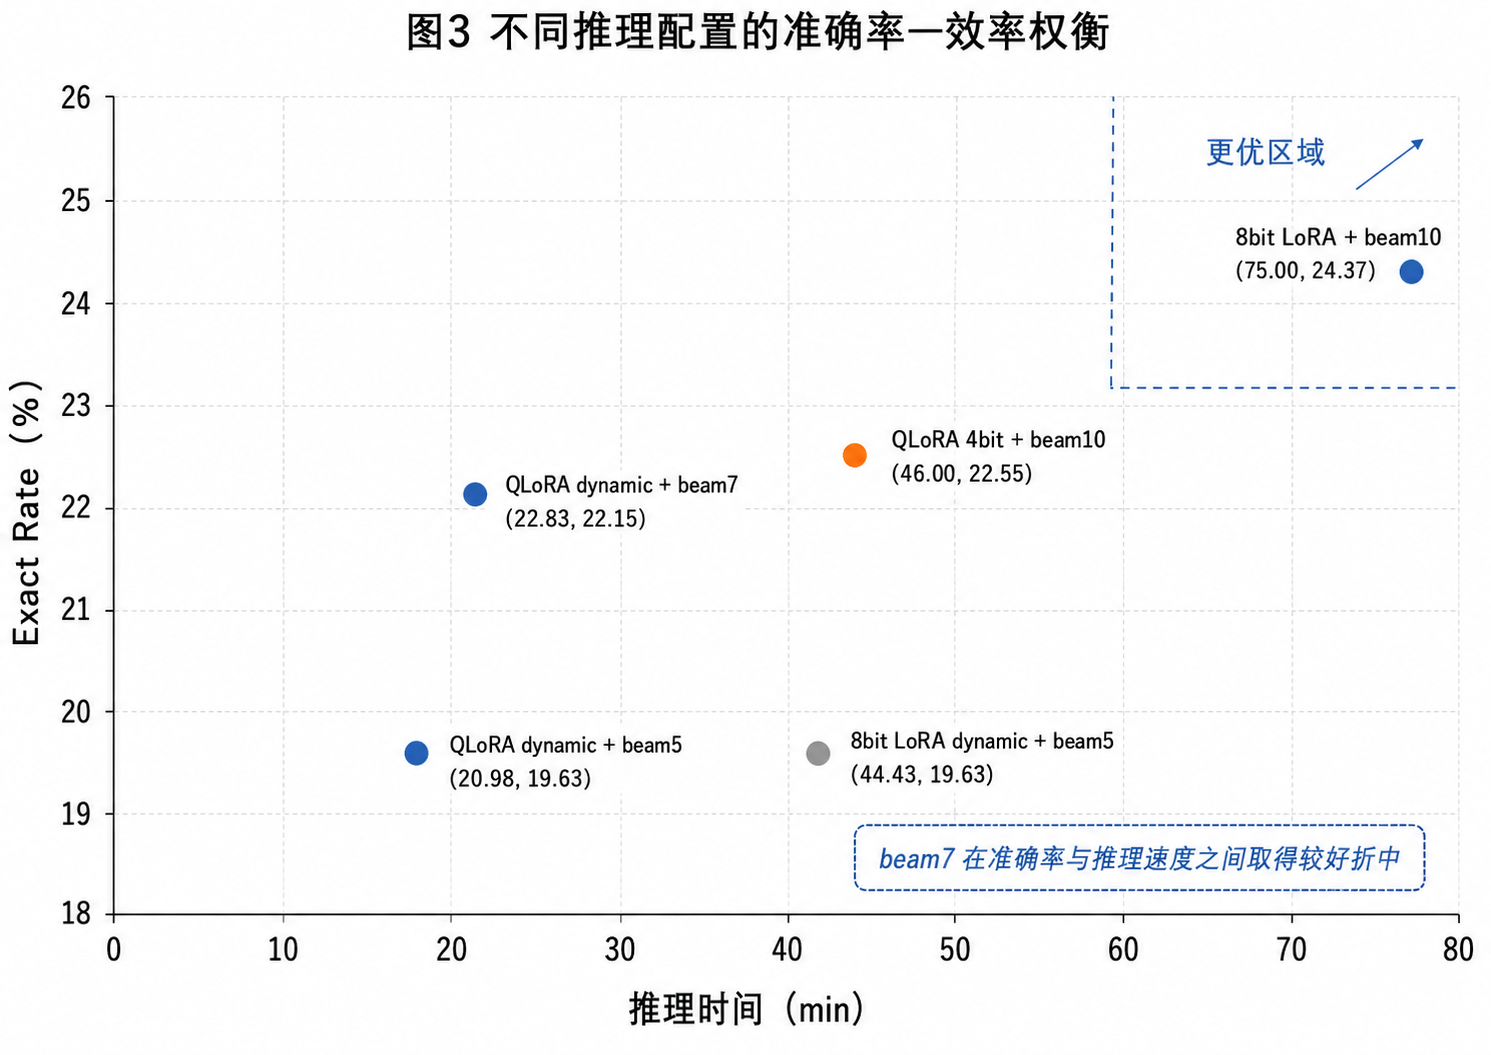 图3 不同推理配置的准确率—效率权衡
26
25
24
23
22
21
20
19
18
Exact Rate (%)
更优区域
8bit LoRA + beam10
(75.00, 24.37)
QLoRA 4bit + beam10
(46.00, 22.55)
QLoRA dynamic + beam7
(22.83, 22.15)
QLoRA dynamic + beam5
(20.98, 19.63)
8bit LoRA dynamic + beam5
(44.43, 19.63)
beam7 在准确率与推理速度之间取得较好折中
0 10 20 30 40 50 60 70 80
推理时间（min）